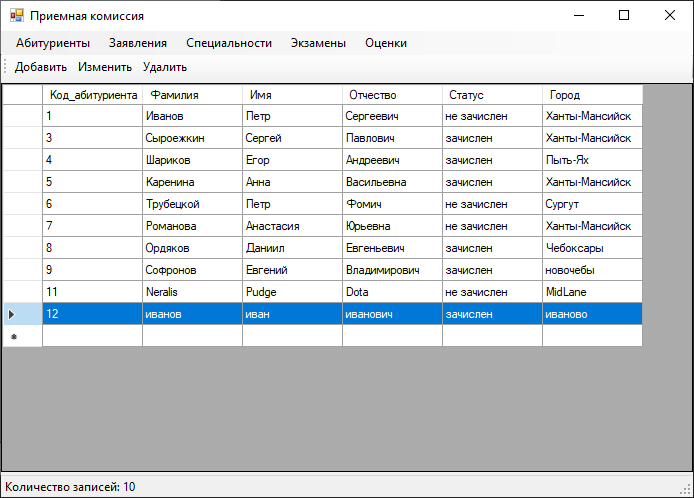 Приемная комиссия
Абитуриенты Заявления Специальности Экзамены Оценки
Добавить Изменить Удалить
Код_абитуриента Фамилия Имя Отчество Статус Город
1 Иванов Петр Сергеевич не зачислен Ханты-Мансийск
3 Сыроежкин Сергей Павлович зачислен Ханты-Мансийск
4 Шариков Егор Андреевич зачислен Пыть-Ях
5 Каренина Анна Васильевна зачислен Ханты-Мансийск
6 Трубецкой Петр Фомич не зачислен Сургут
7 Романова Анастасия Юрьевна не зачислен Ханты-Мансийск
8 Ордяков Даниил Евгеньевич зачислен Чебоксары
9 Софронов Евгений Владимирович зачислен новочебы
11 Neralis Pudge Dota не зачислен MidLane
12 иванов иван иванович зачислен иваново
Количество записей: 10